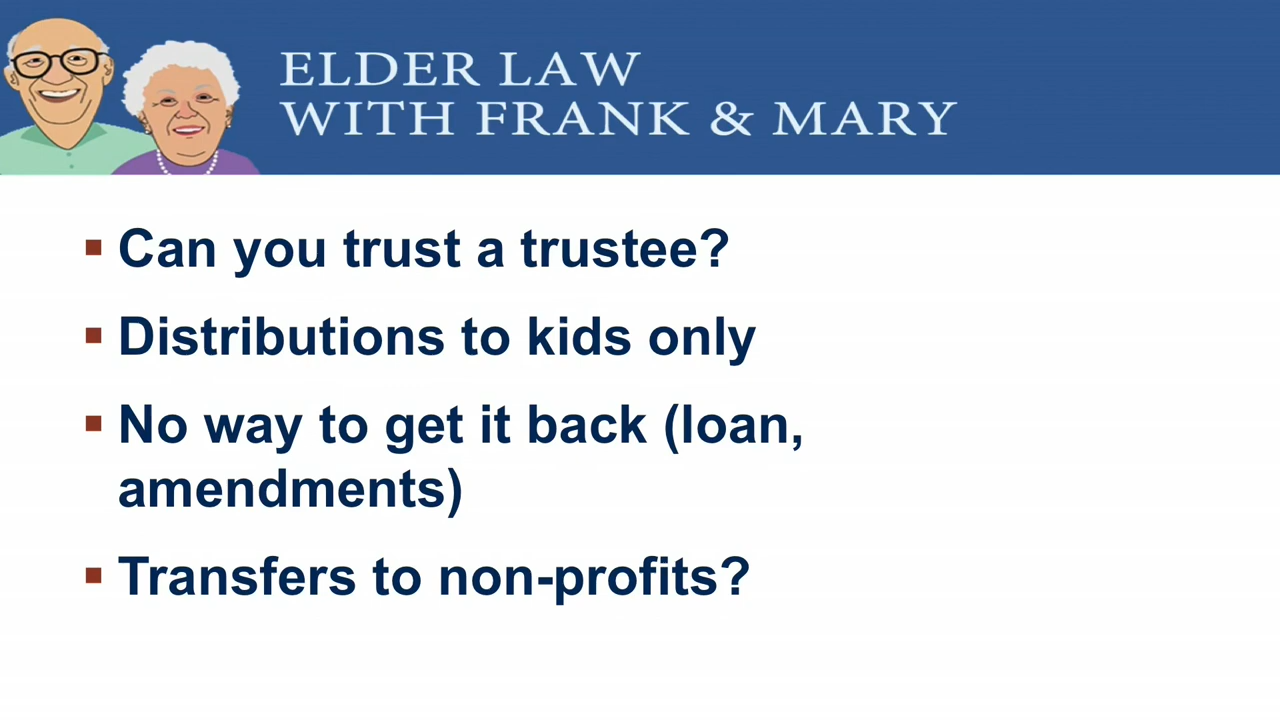 ELDER LAW
WITH FRANK & MARY
▪ Can you trust a trustee?
▪ Distributions to kids only
▪ No way to get it back (loan,
amendments)
▪ Transfers to non-profits?